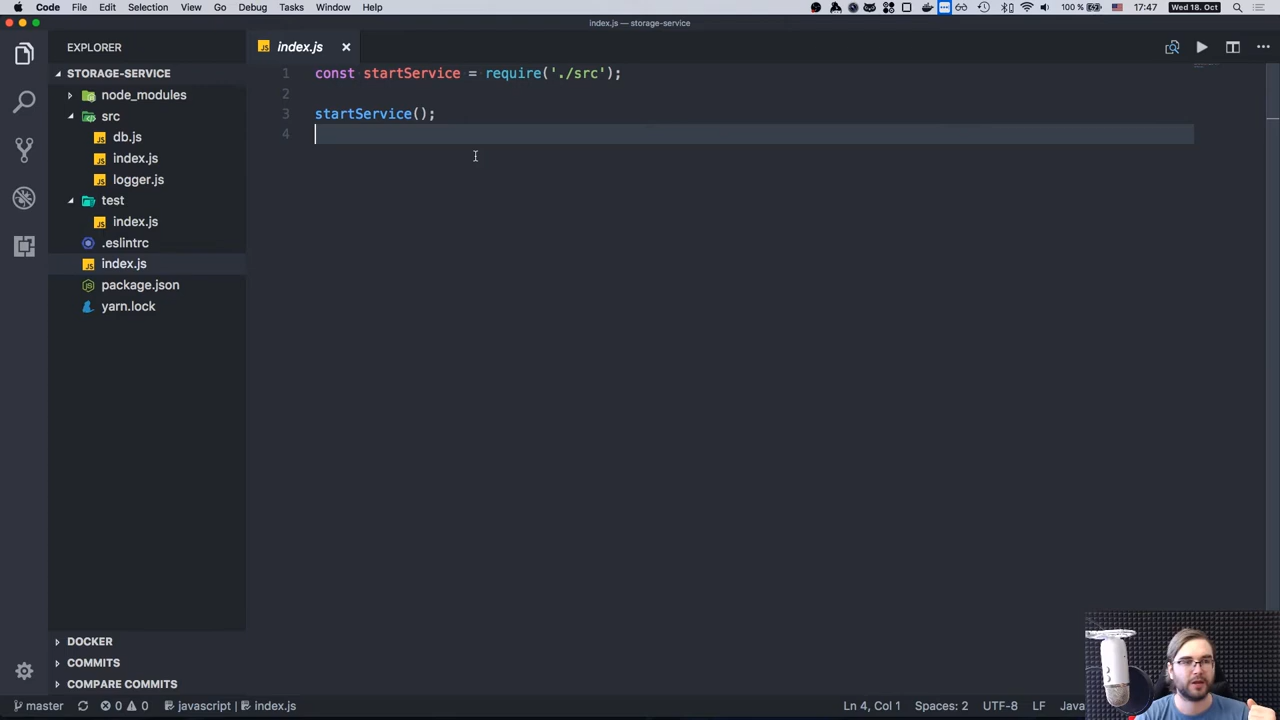 Code File Edit Selection View Go Debug Tasks Window Help 100 % 17:47 Wed 18. Oct
index.js — storage-service
EXPLORER
index.js
STORAGE-SERVICE
node_modules
src
db.js
index.js
logger.js
test
index.js
.eslintrc
index.js
package.json
yarn.lock
1 const startService = require('./src');
2
3 startService();
4
DOCKER
COMMITS
COMPARE COMMITS
master 0 0 javascript | index.js Ln 4, Col 1 Spaces: 2 UTF-8 LF